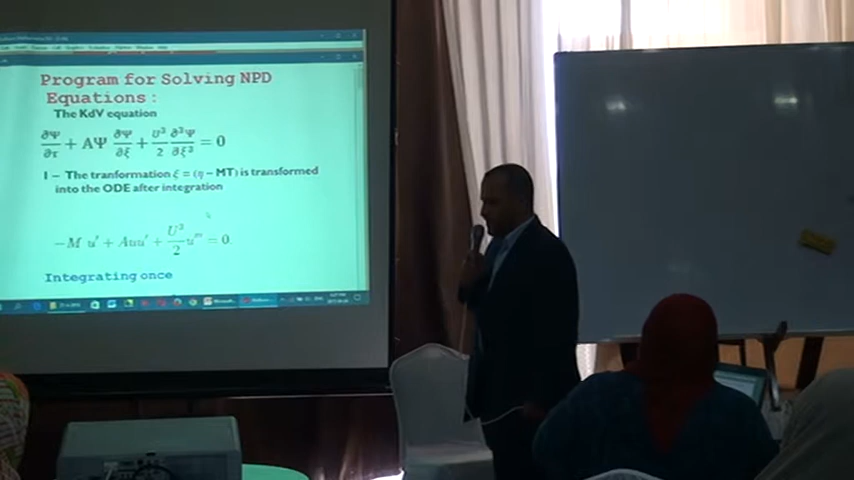 Program for Solving NPD
Equations :
The KdV equation
∂Ψ/∂τ + AΨ ∂Ψ/∂ξ + U³/2 ∂³Ψ/∂ξ³ = 0
1 – The tranformation ξ = (η – MT) is transformed
into the ODE after integration
–M u′ + Auu′ + U³/2 u‴ = 0
Integrating once